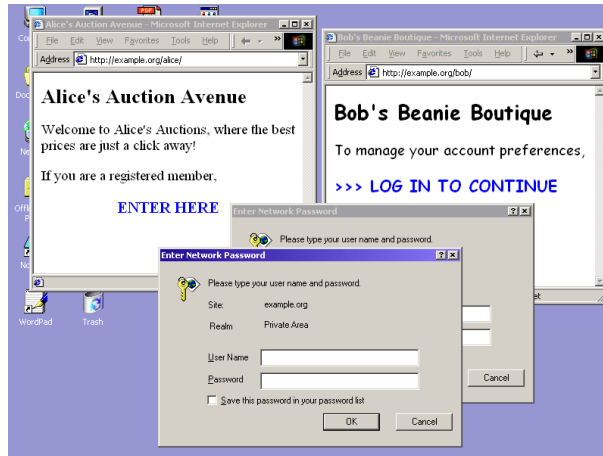 Alice's Auction Avenue - Microsoft Internet Explorer
File Edit View Favorites Tools Help »
Address http://example.org/alice/
Alice's Auction Avenue
Welcome to Alice's Auctions, where the best
prices are just a click away!
If you are a registered member,
ENTER HERE
Bob's Beanie Boutique - Microsoft Internet Explorer
File Edit View Favorites Tools Help »
Address http://example.org/bob/
Bob's Beanie Boutique
To manage your account preferences,
>>> LOG IN TO CONTINUE
Enter Network Password
Please type your user name and password.
Cancel
Enter Network Password
Please type your user name and password.
Site: example.org
Realm Private Area
User Name
Password
Save this password in your password list
OK Cancel
PDF
WordPad
Trash